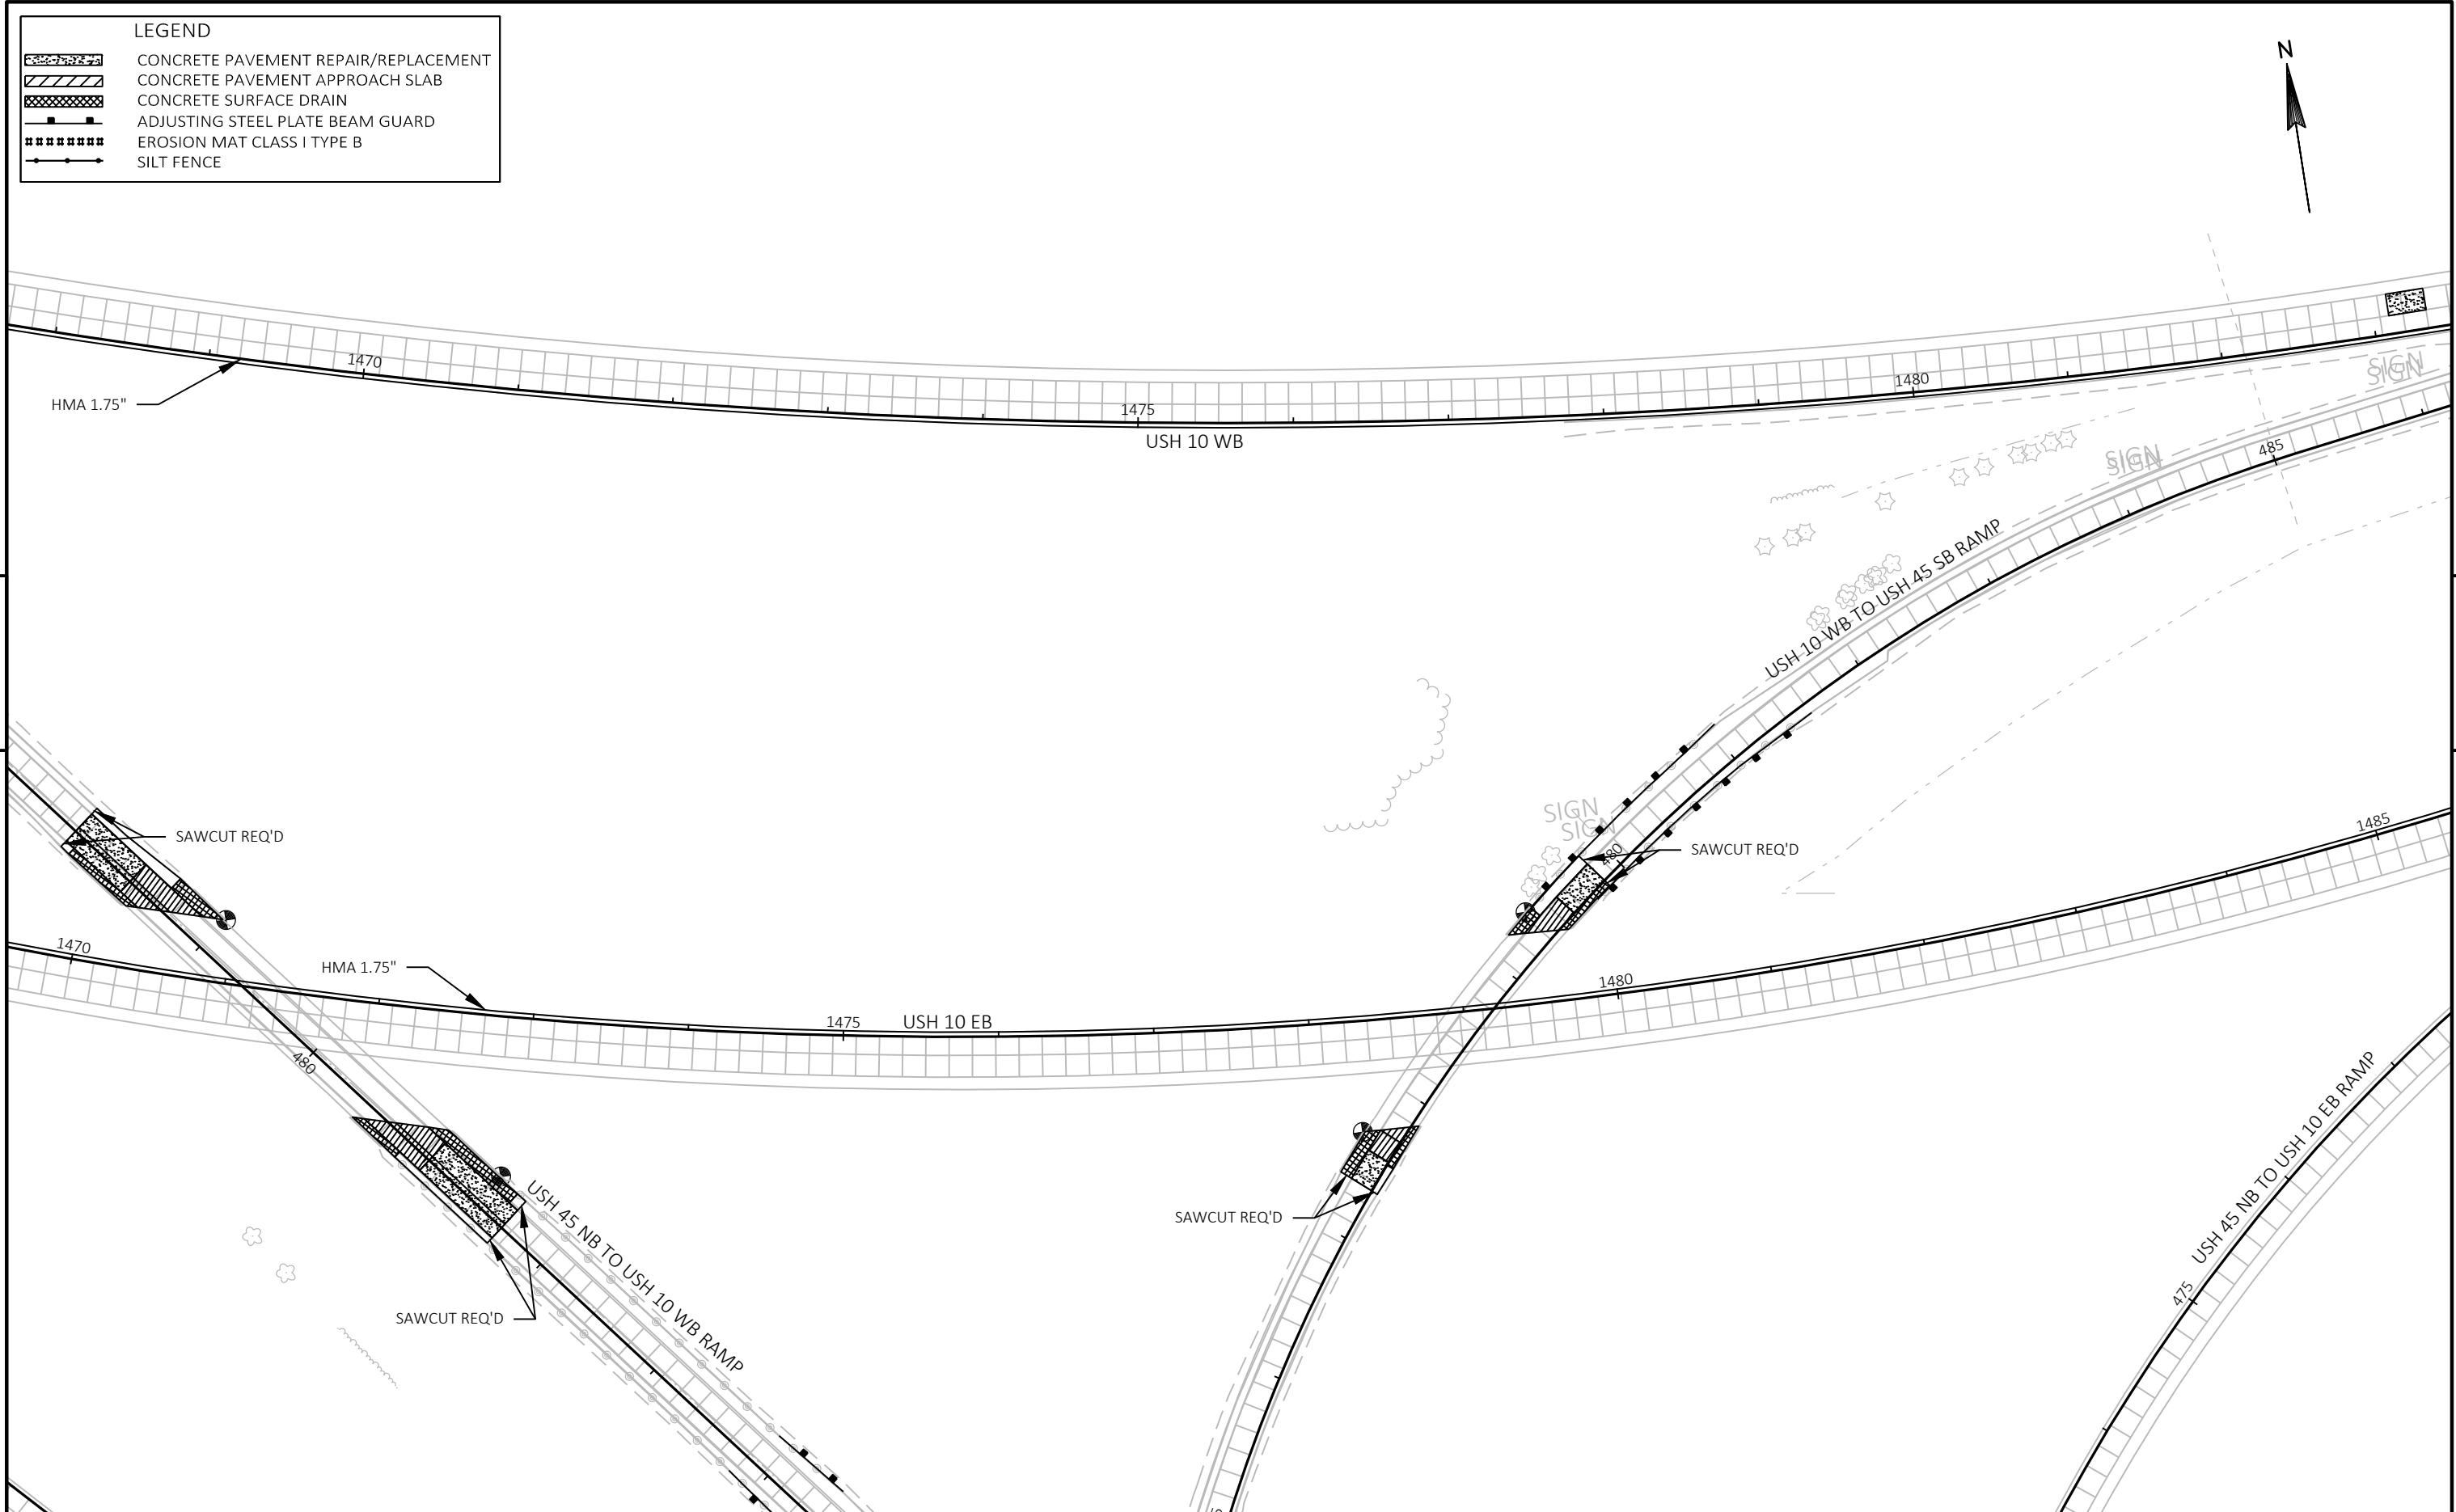 LEGEND
CONCRETE PAVEMENT REPAIR/REPLACEMENT
CONCRETE PAVEMENT APPROACH SLAB
CONCRETE SURFACE DRAIN
ADJUSTING STEEL PLATE BEAM GUARD
EROSION MAT CLASS I TYPE B
SILT FENCE
N
1470
HMA 1.75"
1475
USH 10 WB
1480
SIGN
SIGN
485
SIGN
SIGN
USH 10 WB TO USH 45 SB RAMP
SIGN
SIGN
480
SAWCUT REQ'D
SAWCUT REQ'D
1485
1470
HMA 1.75"
1475
USH 10 EB
1480
480
USH 45 NB TO USH 10 WB RAMP
SAWCUT REQ'D
SAWCUT REQ'D
USH 45 NB TO USH 10 EB RAMP
475